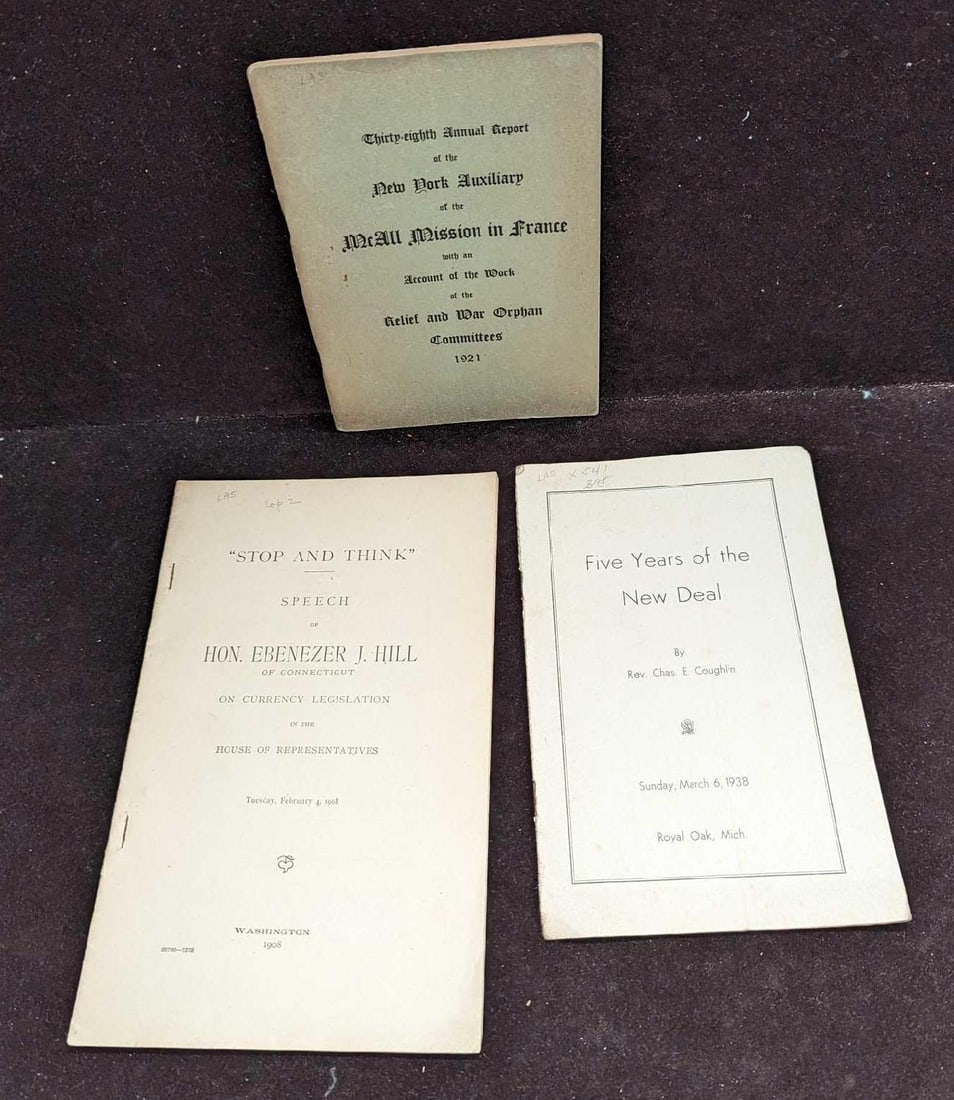 LAS
Thirty-eighth Annual Report
of the
New York Auxiliary
of the
McAll Mission in France
with an
Account of the Work
of the
Relief and War Orphan
Committees
1921
LAS
"STOP AND THINK"
SPEECH
OF
HON. EBENEZER J. HILL
OF CONNECTICUT
ON CURRENCY LEGISLATION
IN THE
HOUSE OF REPRESENTATIVES
Tuesday, February 4, 1908
WASHINGTON
1908
LAS
Five Years of the
New Deal
By
Rev. Chas. E. Coughlin
Sunday, March 6, 1938
Royal Oak, Mich.